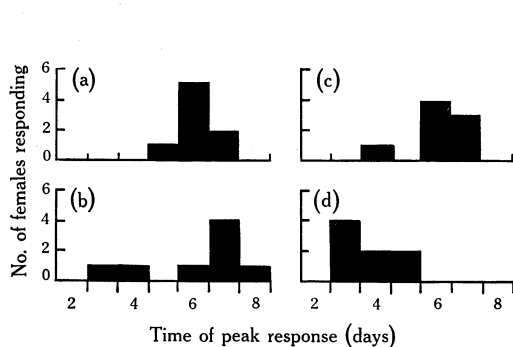 (a)
(c)
6
4
2
0
(b)
(d)
6
4
2
0
2 4 6 8 2 4 6 8
No. of females responding
Time of peak response (days)